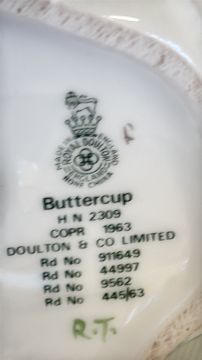 MADE IN ENGLAND
ROYAL DOULTON
ENGLAND
BONE CHINA
Buttercup
H N 2309
COPR 1963
DOULTON & CO LIMITED
Rd No 911649
Rd No 44997
Rd No 9562
Rd No 445/63
R.T.